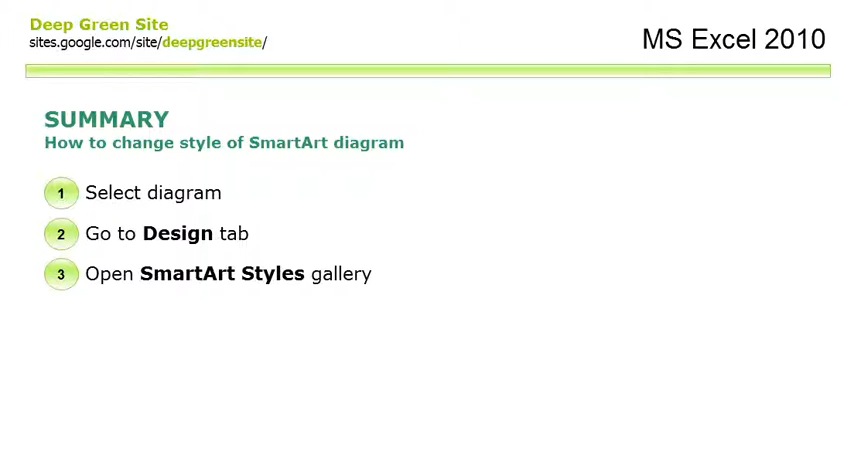 Deep Green Site
sites.google.com/site/deepgreensite/
MS Excel 2010
SUMMARY
How to change style of SmartArt diagram
1 Select diagram
2 Go to Design tab
3 Open SmartArt Styles gallery